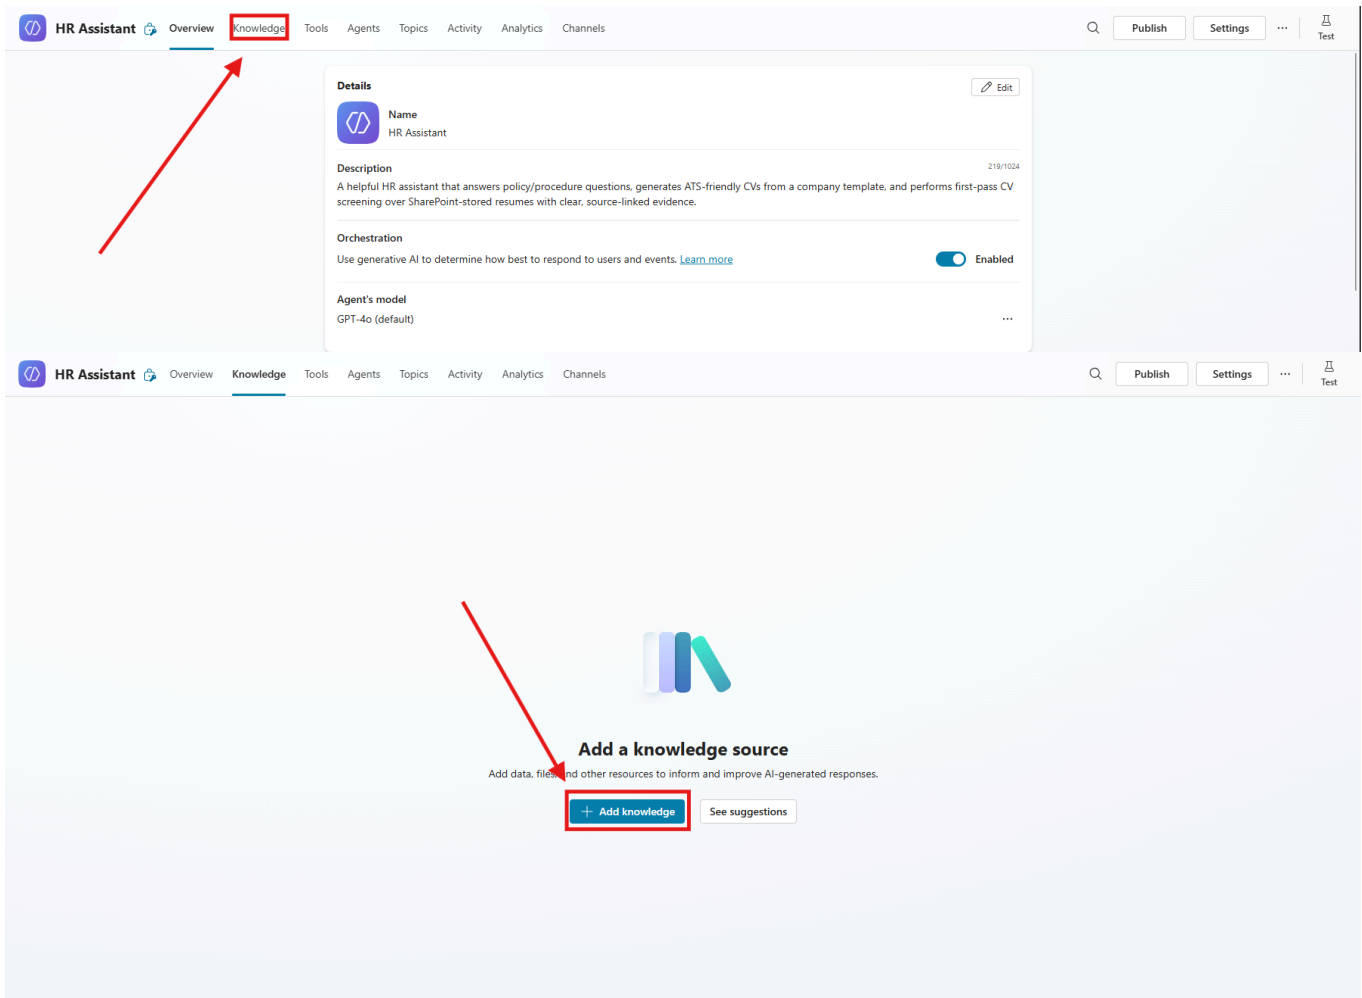 HR Assistant Overview Knowledge Tools Agents Topics Activity Analytics Channels Publish Settings ... Test
Details Edit
Name
HR Assistant
Description 219/1024
A helpful HR assistant that answers policy/procedure questions, generates ATS-friendly CVs from a company template, and performs first-pass CV
screening over SharePoint-stored resumes with clear, source-linked evidence.
Orchestration
Use generative AI to determine how best to respond to users and events. Learn more Enabled
Agent's model
GPT-4o (default) ...
HR Assistant Overview Knowledge Tools Agents Topics Activity Analytics Channels Publish Settings ... Test
Add a knowledge source
Add data, files, and other resources to inform and improve AI-generated responses.
+ Add knowledge See suggestions